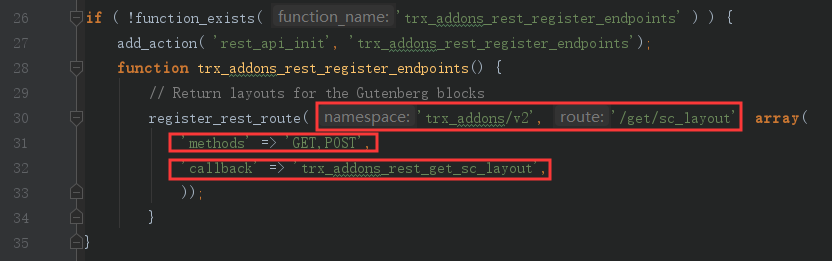 26 if ( !function_exists( function_name: 'trx_addons_rest_register_endpoints' ) ) {
27 add_action( 'rest_api_init', 'trx_addons_rest_register_endpoints');
28 function trx_addons_rest_register_endpoints() {
29 // Return layouts for the Gutenberg blocks
30 register_rest_route( namespace: 'trx_addons/v2', route: '/get/sc_layout' array(
31 'methods' => 'GET,POST',
32 'callback' => 'trx_addons_rest_get_sc_layout',
33 ));
34 }
35 }